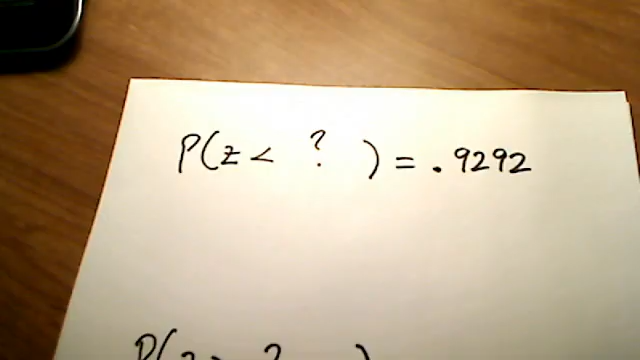 P(z < ? ) = .9292
P(z > ? )